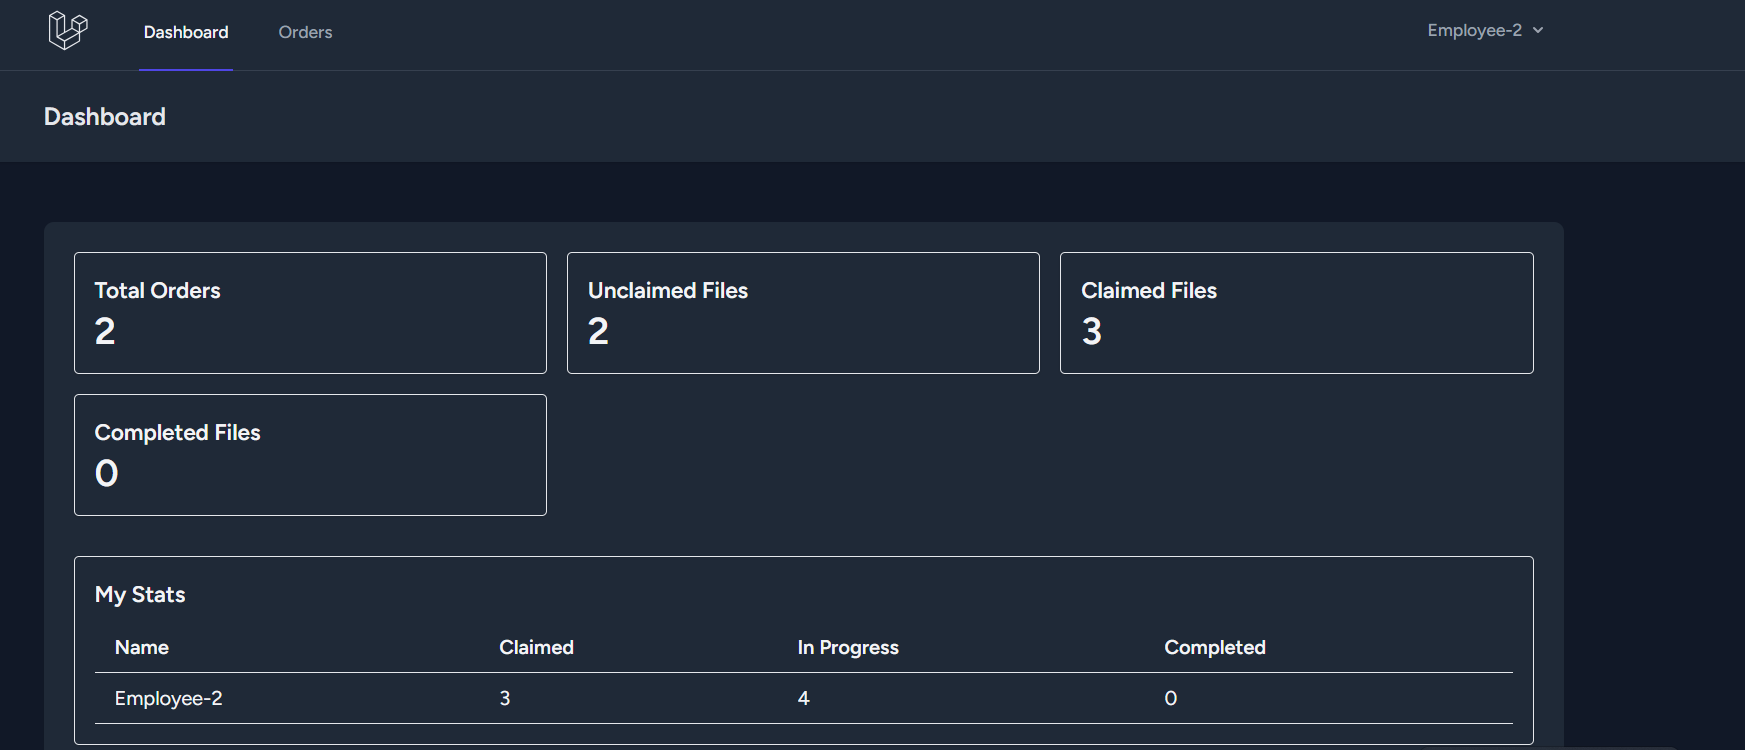 Dashboard Orders Employee-2
Dashboard
Total Orders Unclaimed Files Claimed Files
2 2 3
Completed Files
0
My Stats
Name Claimed In Progress Completed
Employee-2 3 4 0